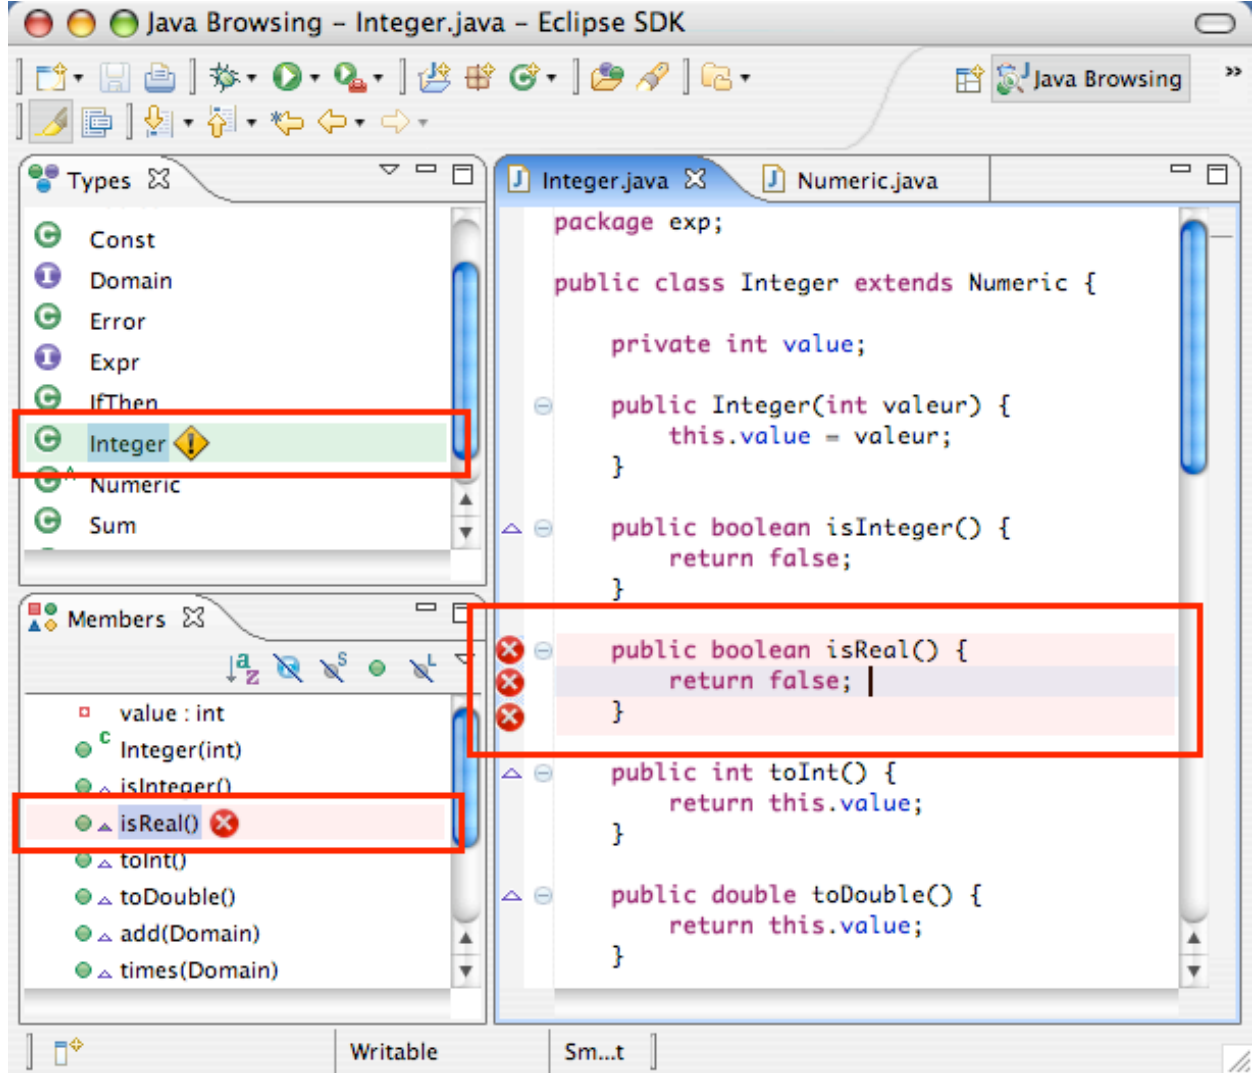 Java Browsing – Integer.java – Eclipse SDK
Java Browsing »
Types
Const
Domain
Error
Expr
IfThen
Integer
Numeric
Sum
Members
value : int
Integer(int)
isInteger()
isReal()
toInt()
toDouble()
add(Domain)
times(Domain)
Integer.java Numeric.java
package exp;
public class Integer extends Numeric {
private int value;
public Integer(int valeur) {
this.value = valeur;
}
public boolean isInteger() {
return false;
}
public boolean isReal() {
return false;
}
public int toInt() {
return this.value;
}
public double toDouble() {
return this.value;
}
Writable Sm...t